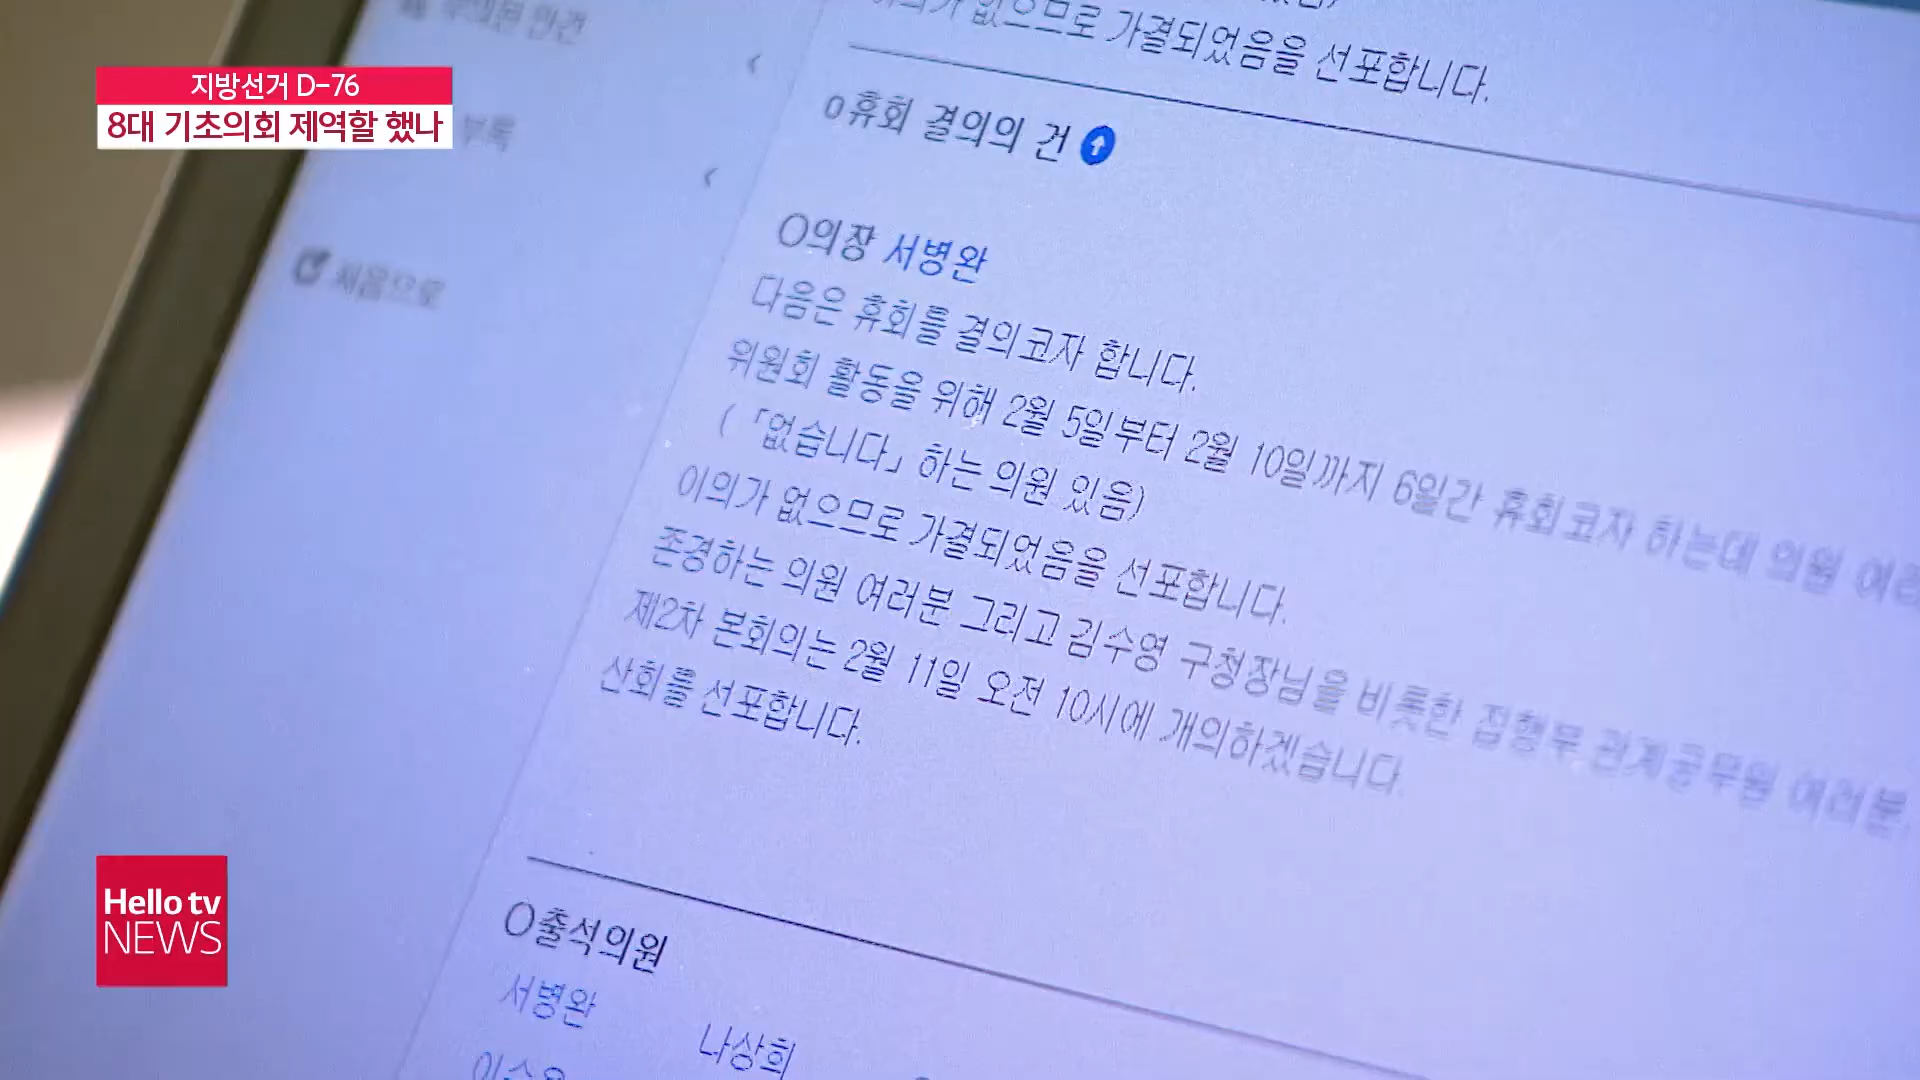 지방선거 D-76
8대 기초의회 제역할 했나
없으므로 가결되었음을 선포합니다.
o휴회 결의의 건
부록
처음으로
O의장 서병완
다음은 휴회를 결의코자 합니다.
위원회 활동을 위해 2월 5일부터 2월 10일까지 6일간 휴회코자 하는데 의원
(「없습니다」하는 의원 있음)
이의가 없으므로 가결되었음을 선포합니다.
존경하는 의원 여러분 그리고 김수영 구청장님을 비롯한 집행부 관계공무원 여러분.
제2차 본회의는 2월 11일 오전 10시에 개의하겠습니다.
산회를 선포합니다.
O출석의원
서병완 나상희
Hello tv
NEWS